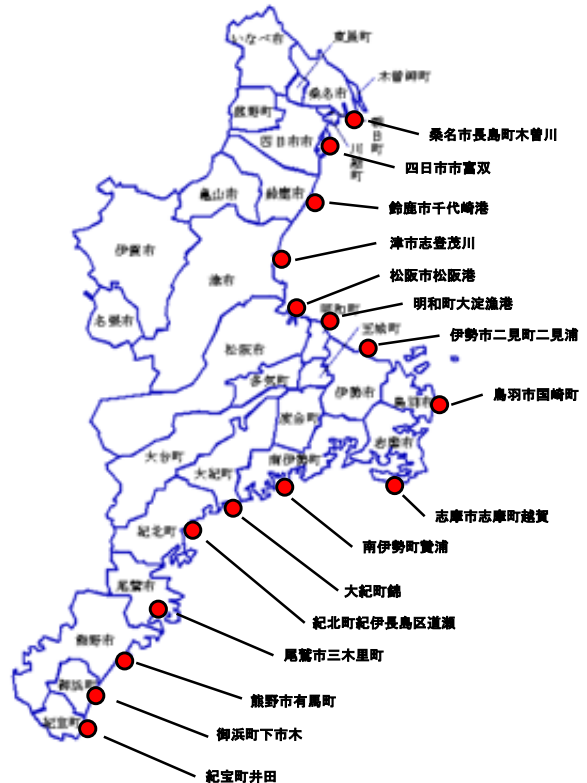 いなべ市
東員町
木曽岬町
桑名市
菰野町
朝日町
桑名市長島町木曽川
四日市市
川越町
四日市市富双
亀山市
鈴鹿市
鈴鹿市千代崎港
伊賀市
津市志登茂川
津市
松阪市松阪港
明和町
明和町大淀漁港
名張市
玉城町
伊勢市二見町二見浦
松阪市
多気町
伊勢市
鳥羽市
鳥羽市国崎町
度会町
志摩市
大台町
大紀町
南伊勢町
志摩市志摩町越賀
紀北町
南伊勢町贄浦
大紀町錦
尾鷲市
紀北町紀伊長島区道瀬
熊野市
尾鷲市三木里町
御浜町
熊野市有馬町
紀宝町
御浜町下市木
紀宝町井田